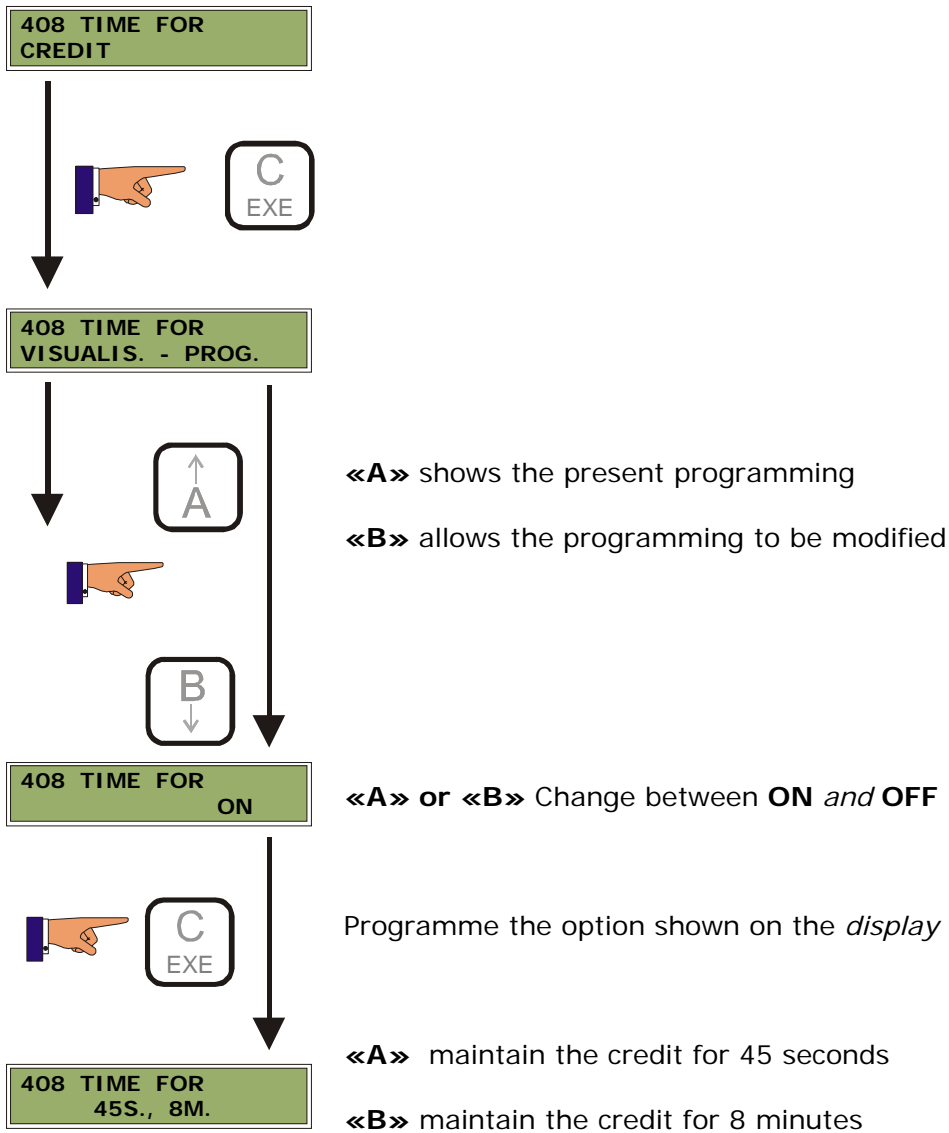 408 TIME FOR
CREDIT
C
EXE
408 TIME FOR
VISUALIS. - PROG.
↑
A
«A» shows the present programming
«B» allows the programming to be modified
B
↓
408 TIME FOR
ON
«A» or «B» Change between ON and OFF
C
EXE
Programme the option shown on the display
«A» maintain the credit for 45 seconds
408 TIME FOR
45S., 8M.
«B» maintain the credit for 8 minutes